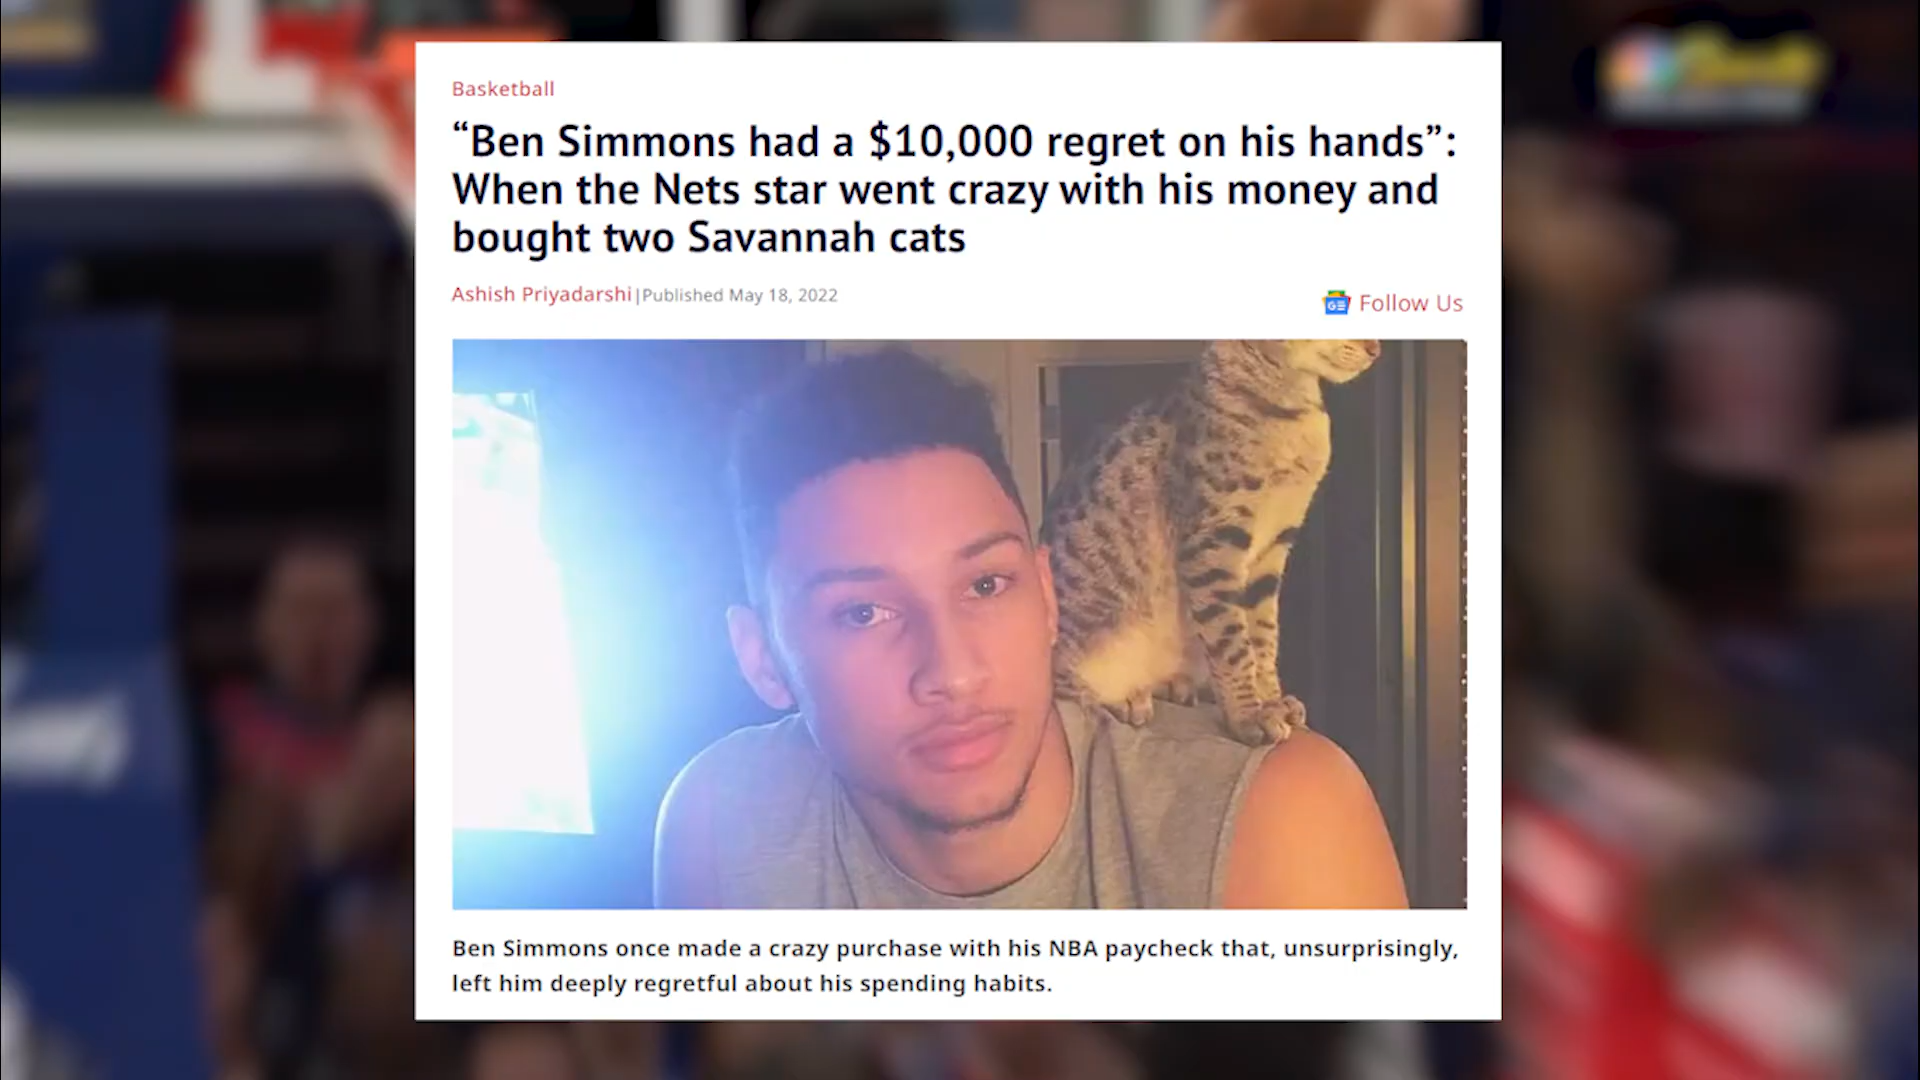 Basketball
“Ben Simmons had a $10,000 regret on his hands”:
When the Nets star went crazy with his money and
bought two Savannah cats
Ashish Priyadarshi|Published May 18, 2022
GE Follow Us
Ben Simmons once made a crazy purchase with his NBA paycheck that, unsurprisingly,
left him deeply regretful about his spending habits.